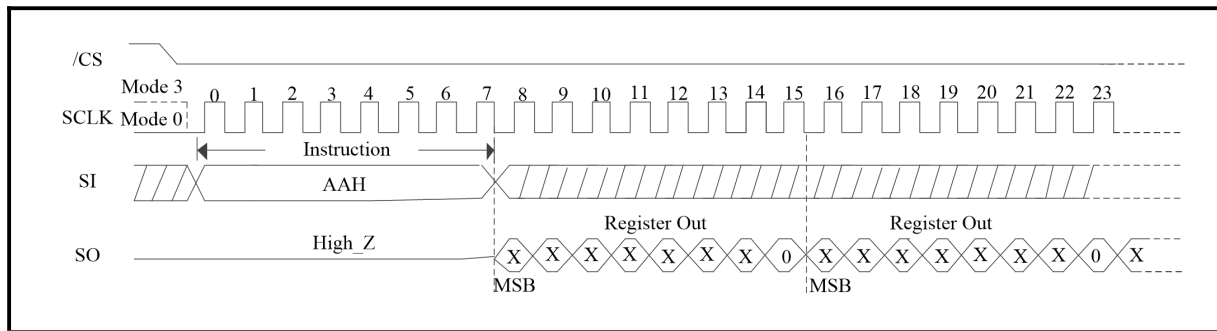 /CS
Mode 3
SCLK Mode 0
0 1 2 3 4 5 6 7 8 9 10 11 12 13 14 15 16 17 18 19 20 21 22 23
Instruction
SI
AAH
Register Out Register Out
SO
High_Z
X X X X X X X 0 X X X X X X X 0 X
MSB MSB